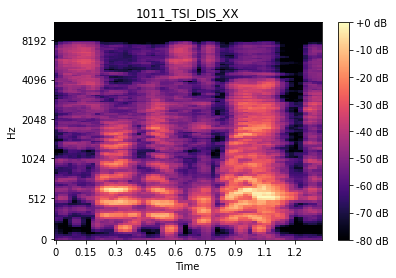 1011_TSI_DIS_XX
8192
4096
2048
1024
512
0
Hz
0 0.15 0.3 0.45 0.6 0.75 0.9 1.1 1.2
Time
+0 dB
-10 dB
-20 dB
-30 dB
-40 dB
-50 dB
-60 dB
-70 dB
-80 dB